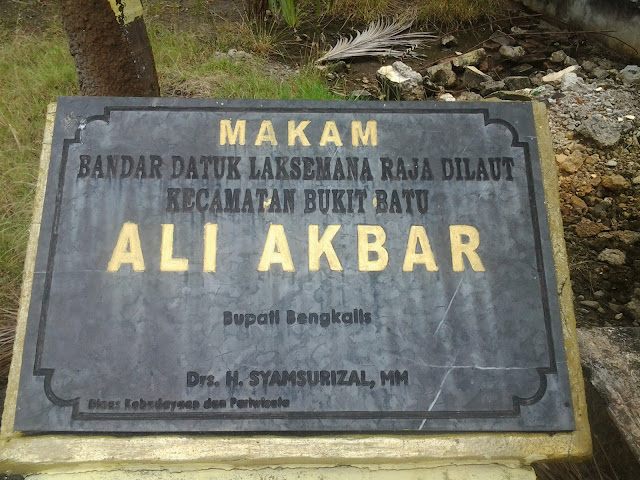 MAKAM
BANDAR DATUK LAKSEMANA RAJA DILAUT
KECAMATAN BUKIT BATU
ALI AKBAR
Bupati Bengkalis
Drs. H. SYAMSURIZAL, MM
Dinas Kebudayaan dan Pariwisata